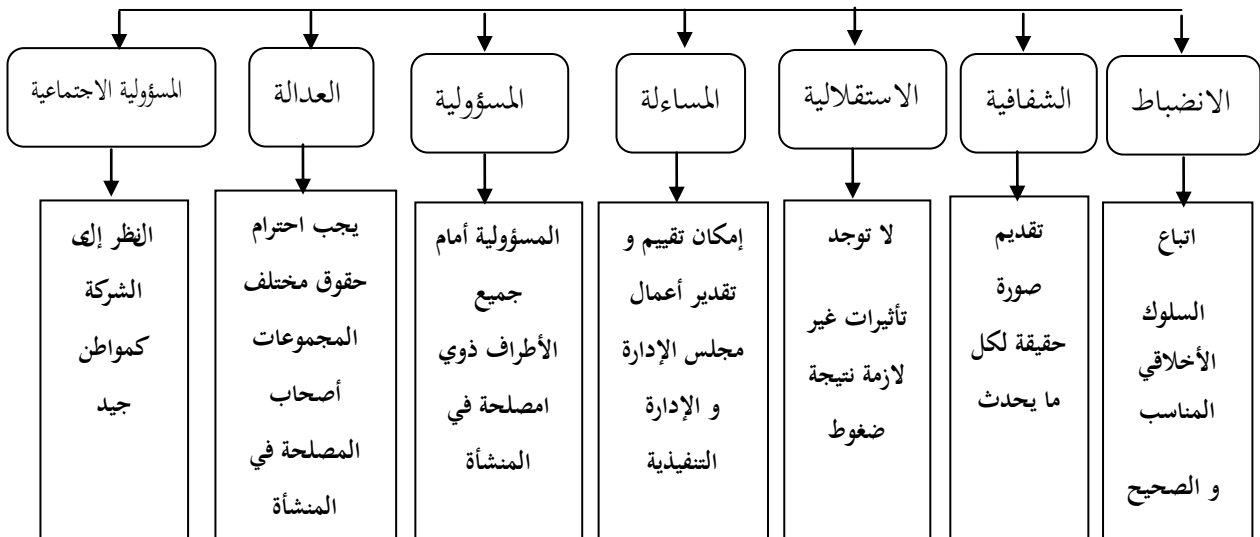 الانضباط
الشفافية
الاستقلالية
المساءلة
المسؤولية
العدالة
المسؤولية الاجتماعية
اتباع
السلوك
الأخلاقي
المناسب
و الصحيح
تقديم
صورة
حقيقة لكل
ما يحدث
لا توجد
تأثيرات غير
لازمة نتيجة
ضغوط
إمكان تقييم و
تقدير أعمال
مجلس الإدارة
و الإدارة
التنفيذية
المسؤولية أمام
جميع
الأطراف ذوي
امصلحة في
المنشأة
يجب احترام
حقوق مختلف
المجموعات
أصحاب
المصلحة في
المنشأة
النظر إلى
الشركة
كمواطن
جيد